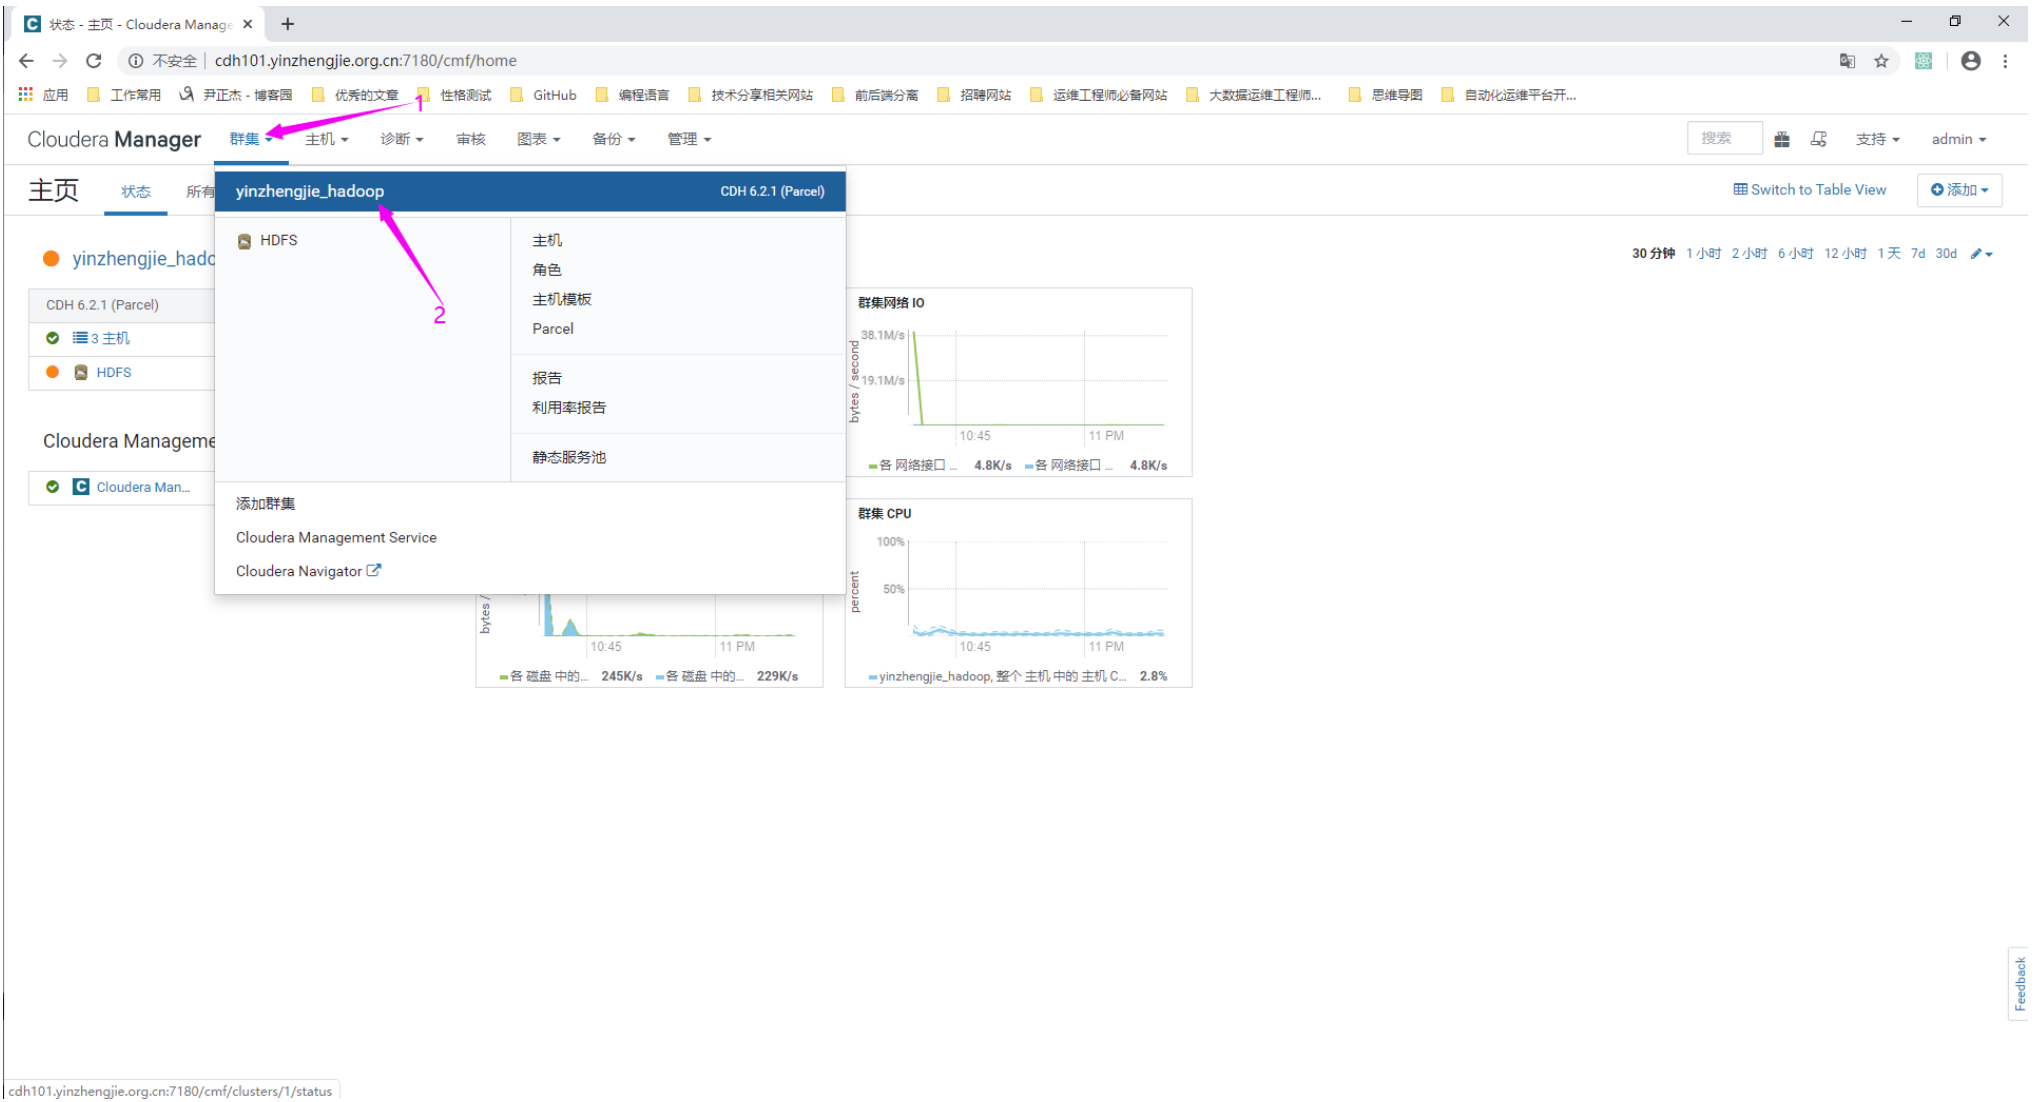 状态 - 主页 - Cloudera Manage
不安全 | cdh101.yinzhengjie.org.cn:7180/cmf/home
应用 工作常用 尹正杰 - 博客园 优秀的文章 性格测试 GitHub 编程语言 技术分享相关网站 前后端分离 招聘网站 运维工程师必备网站 大数据运维工程师... 思维导图 自动化运维平台开...
1
Cloudera Manager 群集 主机 诊断 审核 图表 备份 管理 搜索 支持 admin
主页 状态 所有
yinzhengjie_hadoop CDH 6.2.1 (Parcel)
Switch to Table View 添加
HDFS
主机
角色
主机模板
Parcel
2
报告
利用率报告
静态服务池
添加群集
Cloudera Management Service
Cloudera Navigator
30 分钟 1 小时 2 小时 6 小时 12 小时 1 天 7d 30d
yinzhengjie_hado
CDH 6.2.1 (Parcel)
3 主机
HDFS
Cloudera Manageme
Cloudera Man...
群集网络 IO
bytes / second
38.1M/s
19.1M/s
10:45 11 PM
各 网络接口 ... 4.8K/s 各 网络接口 ... 4.8K/s
群集 CPU
percent
100%
50%
10:45 11 PM
yinzhengjie_hadoop, 整个 主机 中的 主机 C... 2.8%
bytes /
10:45 11 PM
各 磁盘 中的... 245K/s 各 磁盘 中的... 229K/s
Feedback
cdh101.yinzhengjie.org.cn:7180/cmf/clusters/1/status